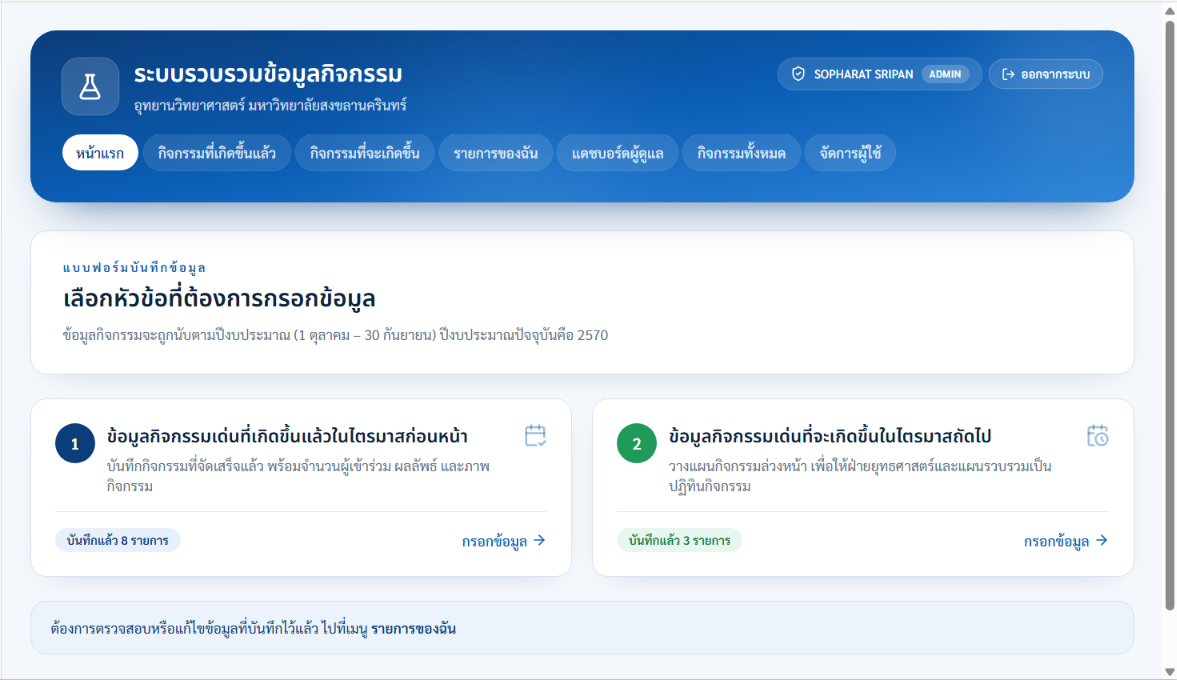 ระบบรวบรวมข้อมูลกิจกรรม
อุทยานวิทยาศาสตร์ มหาวิทยาลัยสงขลานครินทร์
SOPHARAT SRIPAN ADMIN
ออกจากระบบ
หน้าแรก กิจกรรมที่เกิดขึ้นแล้ว กิจกรรมที่จะเกิดขึ้น รายการของฉัน แดชบอร์ดผู้ดูแล กิจกรรมทั้งหมด จัดการผู้ใช้
แบบฟอร์มบันทึกข้อมูล
เลือกหัวข้อที่ต้องการกรอกข้อมูล
ข้อมูลกิจกรรมจะถูกนับตามปีงบประมาณ (1 ตุลาคม – 30 กันยายน) ปีงบประมาณปัจจุบันคือ 2570
1
ข้อมูลกิจกรรมเด่นที่เกิดขึ้นแล้วในไตรมาสก่อนหน้า
บันทึกกิจกรรมที่จัดเสร็จแล้ว พร้อมจำนวนผู้เข้าร่วม ผลลัพธ์ และภาพ
กิจกรรม
บันทึกแล้ว 8 รายการ
กรอกข้อมูล →
2
ข้อมูลกิจกรรมเด่นที่จะเกิดขึ้นในไตรมาสถัดไป
วางแผนกิจกรรมล่วงหน้า เพื่อให้ฝ่ายยุทธศาสตร์และแผนรวบรวมเป็น
ปฏิทินกิจกรรม
บันทึกแล้ว 3 รายการ
กรอกข้อมูล →
ต้องการตรวจสอบหรือแก้ไขข้อมูลที่บันทึกไว้แล้ว ไปที่เมนู รายการของฉัน